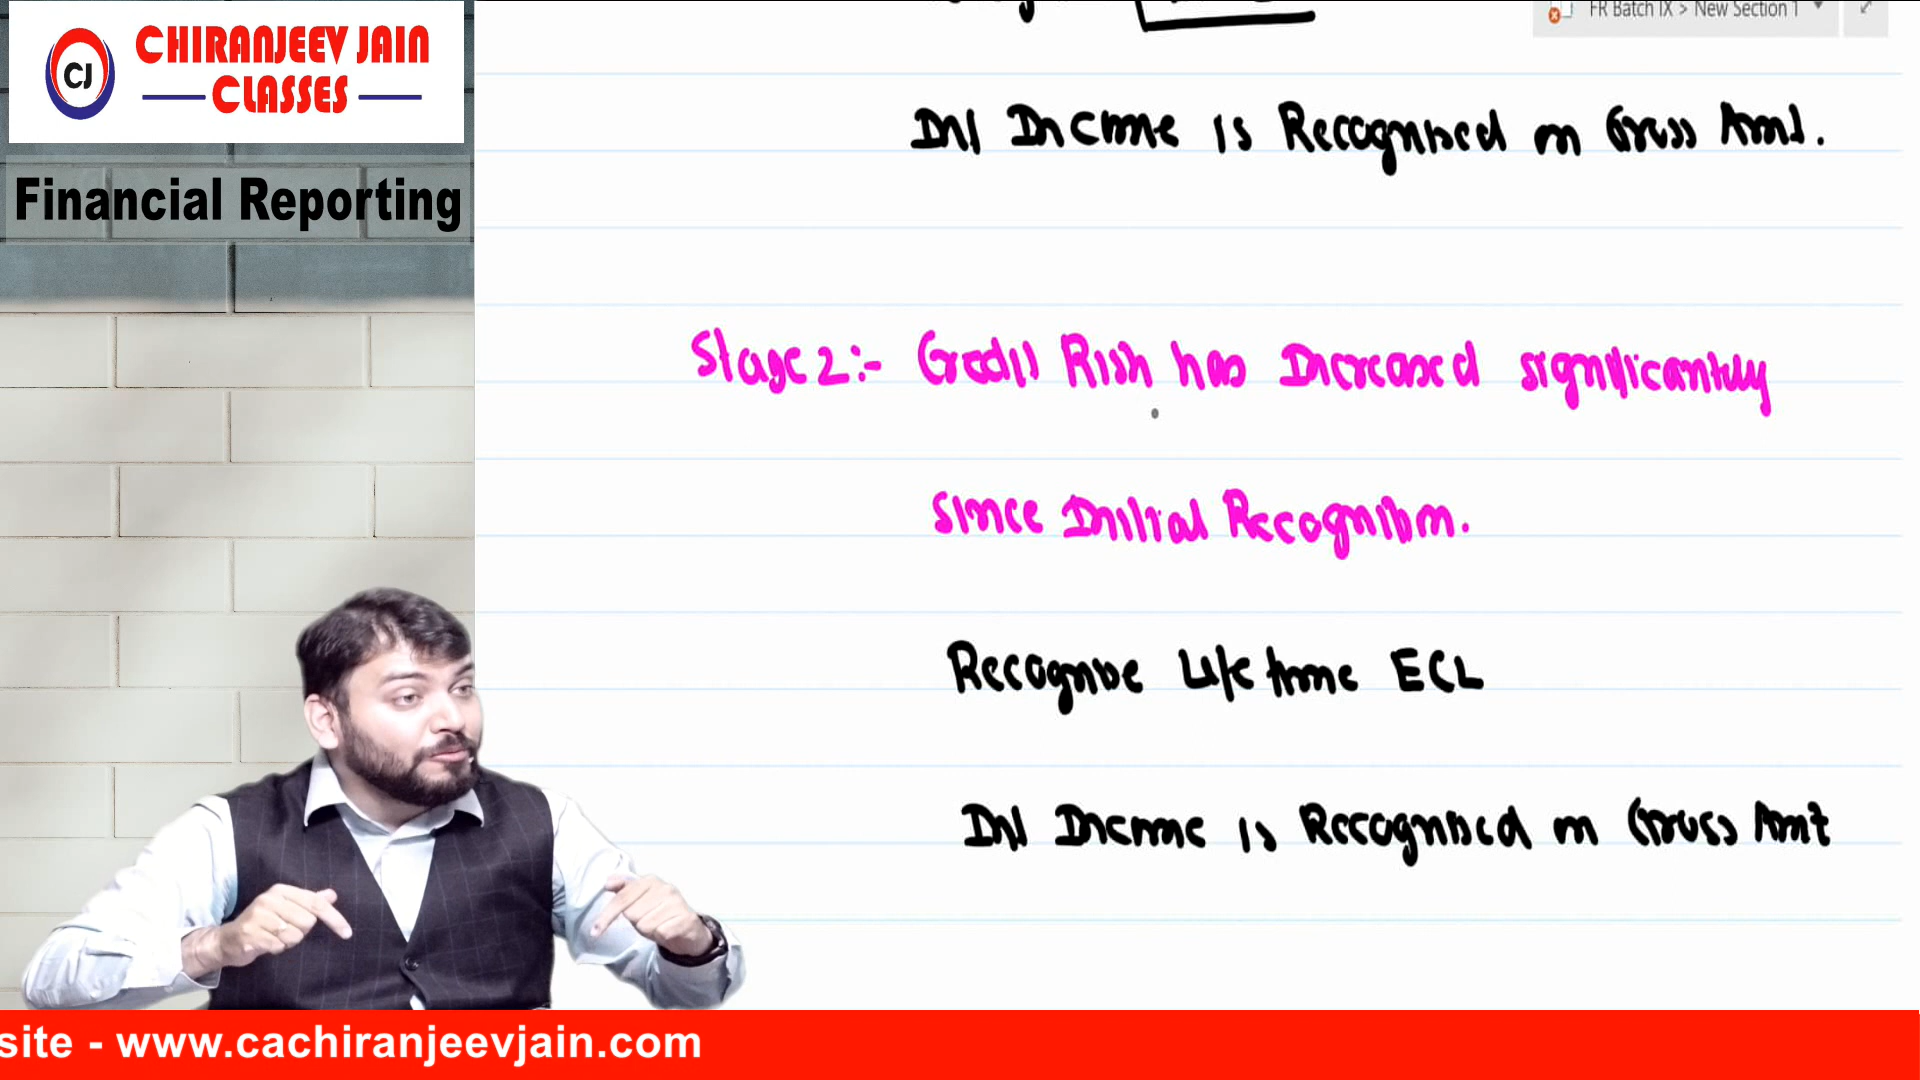 CHIRANJEEV JAIN
CJ
CLASSES
Financial Reporting
FR Batch IX > New Section 1
Int Income is Recognised on Gross Amt.
Stage 2:- Credit Risk has Increased significantly
since Initial Recognition.
Recognise Life time ECL
Int Income is Recognised on Gross Amt
site - www.cachiranjeevjain.com